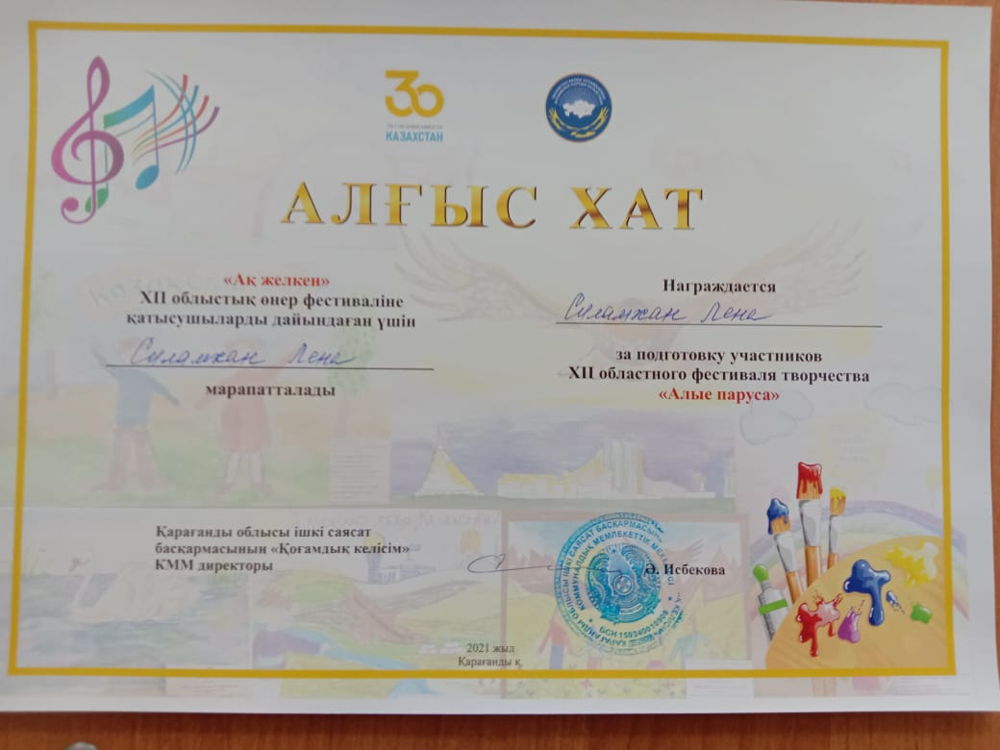 30
КАЗАХСТАН
АЛҒЫС ХАТ
«Ақ желкен»
XII облыстық өнер фестиваліне
қатысушыларды дайындаған үшін
Силамжан Лена
марапатталады
Награждается
Силамжан Лена
за подготовку участников
XII областного фестиваля творчества
«Алые паруса»
Қарағанды облысы ішкі саясат
басқармасының «Қоғамдық келісім»
КММ директоры
Ә. Исбекова
БСН 150340010909
2021 жыл
Қарағанды қ.